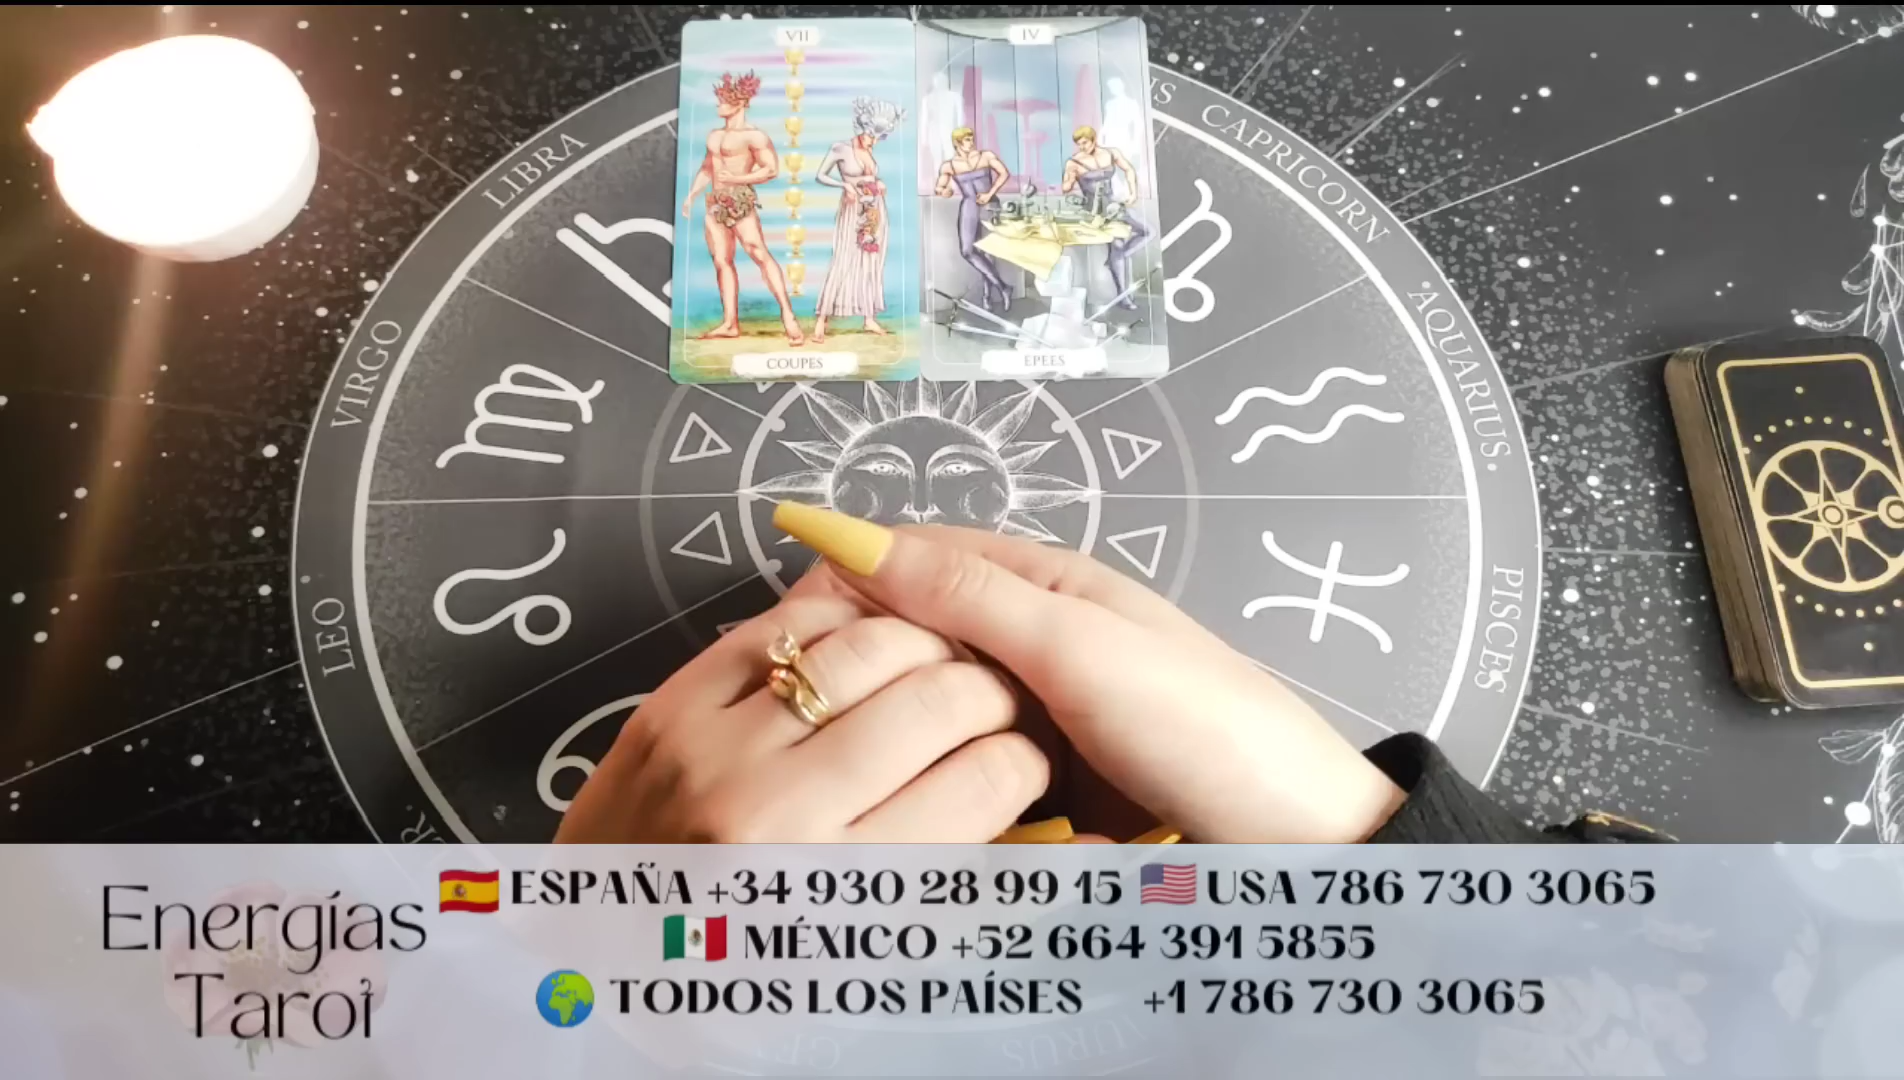 VII
IV
COUPES
EPEES
LIBRA
VIRGO
LEO
CAPRICORN
AQUARIUS
PISCES
Energías
Tarot
🇪🇸 ESPAÑA +34 930 28 99 15 🇺🇸 USA 786 730 3065
🇲🇽 MÉXICO +52 664 391 5855
🌍 TODOS LOS PAÍSES +1 786 730 3065